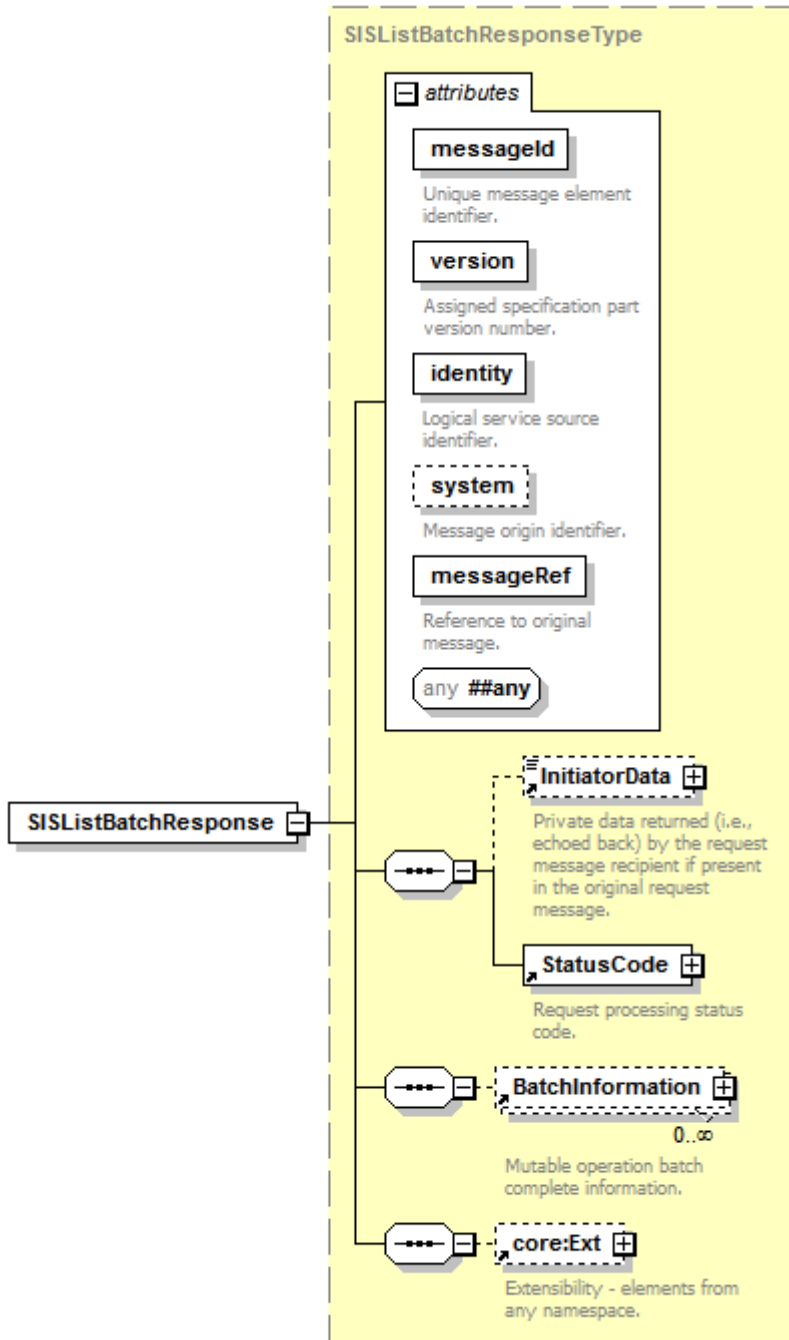 SISListBatchResponseType
attributes
messageId
Unique message element
identifier.
version
Assigned specification part
version number.
identity
Logical service source
identifier.
system
Message origin identifier.
messageRef
Reference to original
message.
any ##any
SISListBatchResponse
InitiatorData
Private data returned (i.e.,
echoed back) by the request
message recipient if present
in the original request
message.
StatusCode
Request processing status
code.
BatchInformation
0..∞
Mutable operation batch
complete information.
core:Ext
Extensibility - elements from
any namespace.